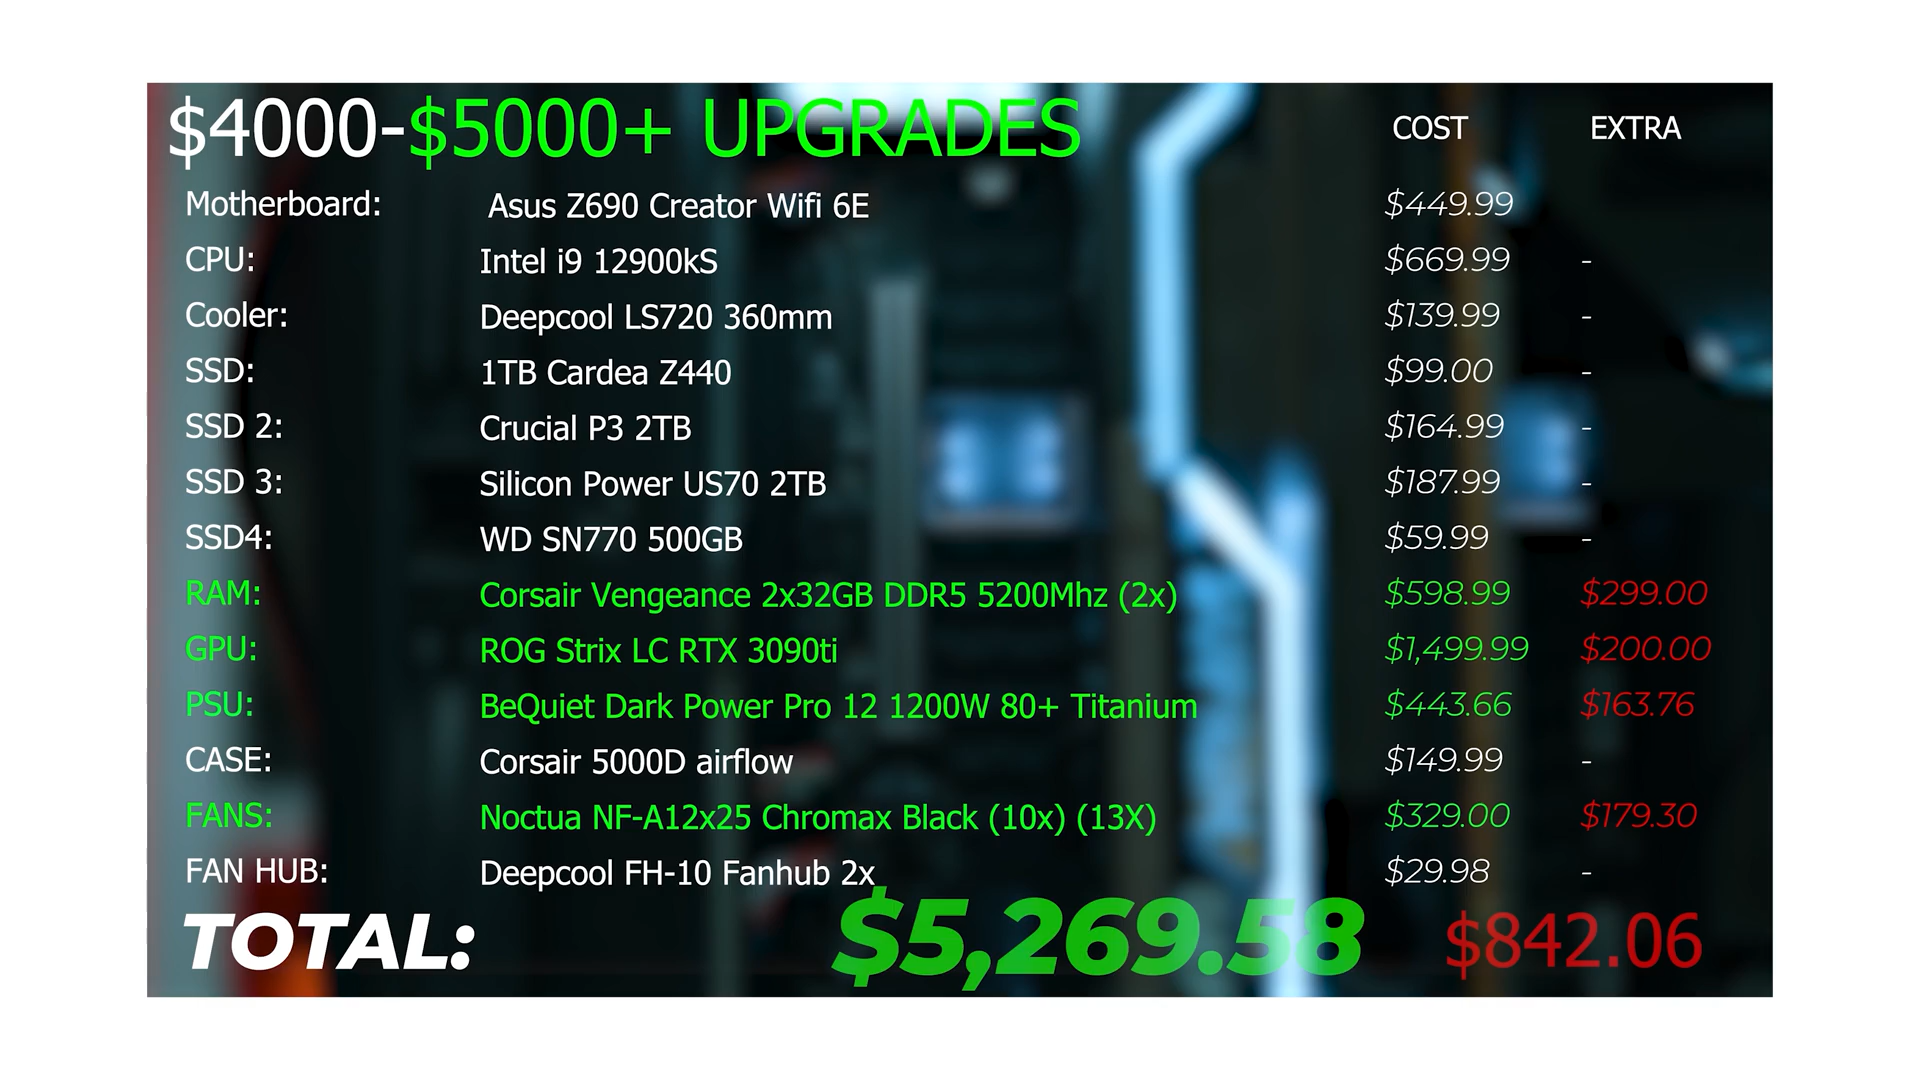 $4000-$5000+ UPGRADES COST EXTRA
Motherboard: Asus Z690 Creator Wifi 6E $449.99
CPU: Intel i9 12900kS $669.99 -
Cooler: Deepcool LS720 360mm $139.99 -
SSD: 1TB Cardea Z440 $99.00 -
SSD 2: Crucial P3 2TB $164.99 -
SSD 3: Silicon Power US70 2TB $187.99 -
SSD4: WD SN770 500GB $59.99 -
RAM: Corsair Vengeance 2x32GB DDR5 5200Mhz (2x) $598.99 $299.00
GPU: ROG Strix LC RTX 3090ti $1,499.99 $200.00
PSU: BeQuiet Dark Power Pro 12 1200W 80+ Titanium $443.66 $163.76
CASE: Corsair 5000D airflow $149.99 -
FANS: Noctua NF-A12x25 Chromax Black (10x) (13X) $329.00 $179.30
FAN HUB: Deepcool FH-10 Fanhub 2x $29.98 -
TOTAL: $5,269.58 $842.06